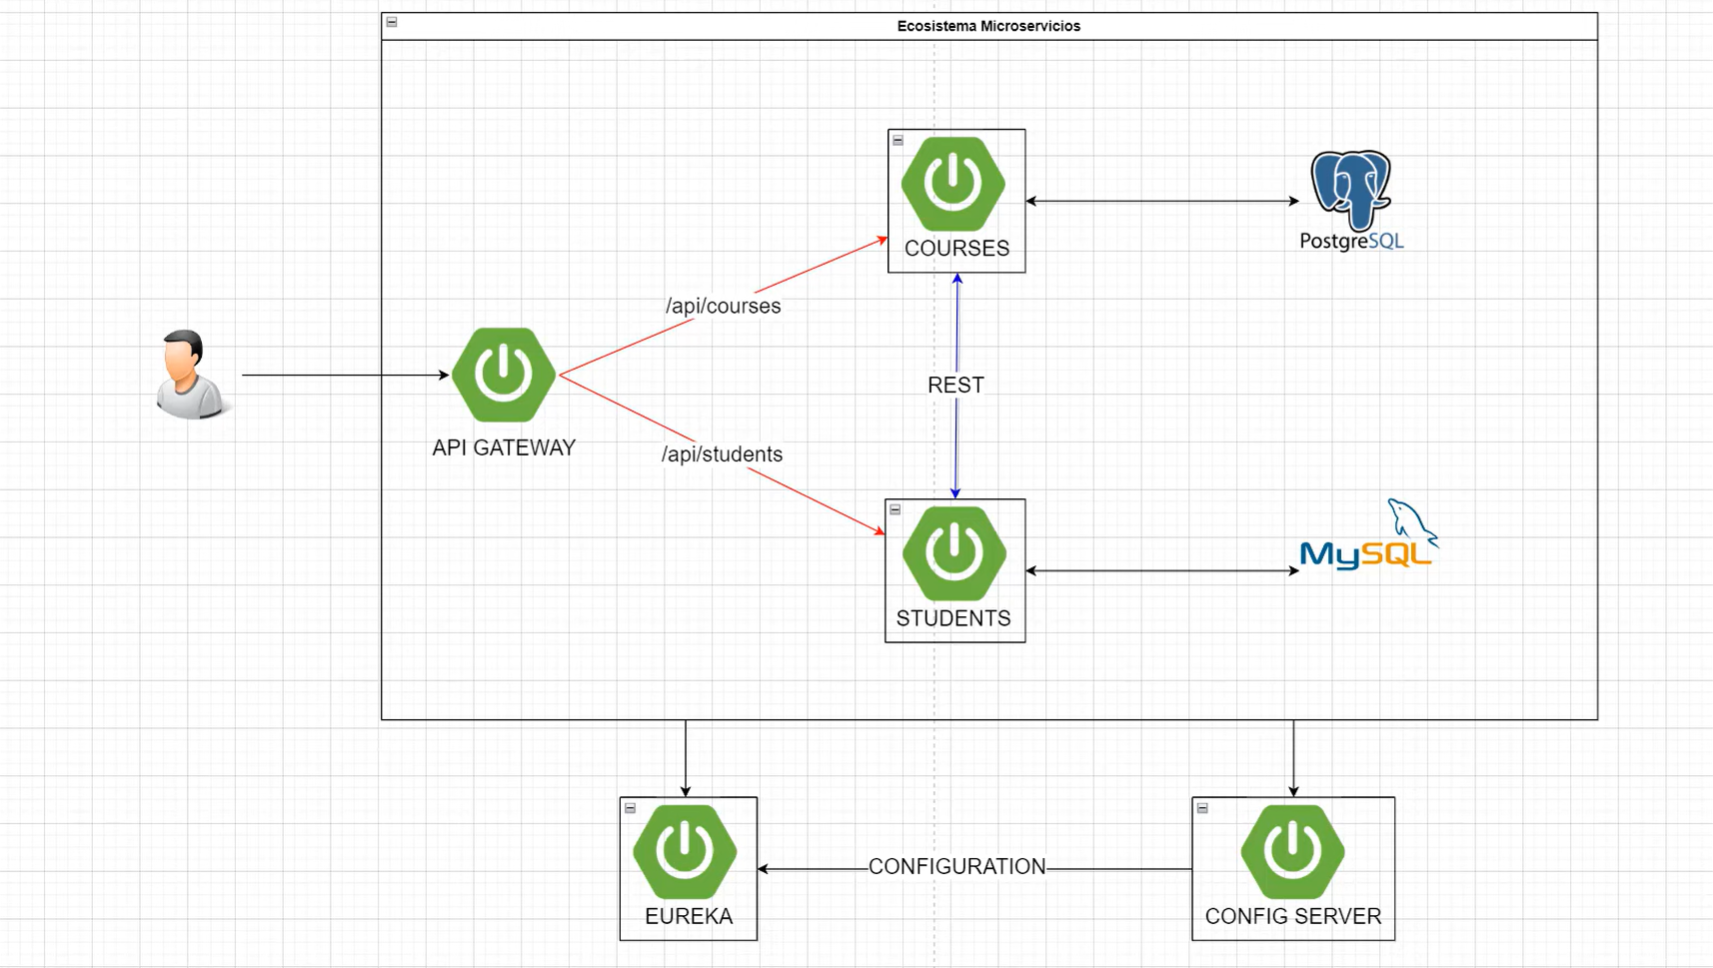 Ecosistema Microservicios
COURSES
PostgreSQL
/api/courses
REST
API GATEWAY
/api/students
MySQL
STUDENTS
CONFIGURATION
EUREKA
CONFIG SERVER